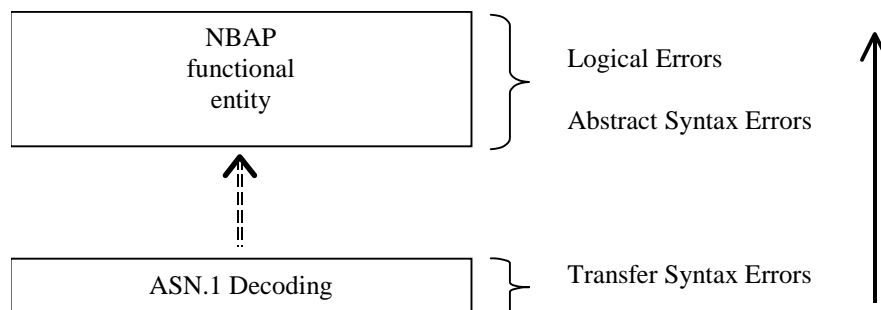 NBAP
functional
entity
Logical Errors
Abstract Syntax Errors
ASN.1 Decoding
Transfer Syntax Errors